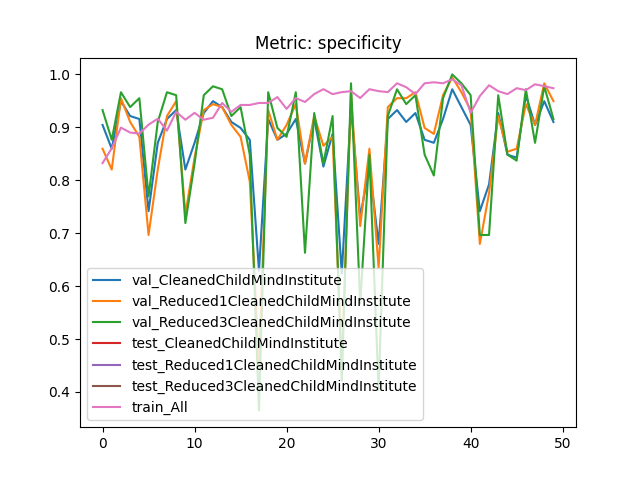 Metric: specificity
1.0
0.9
0.8
0.7
0.6
0.5
0.4
val_CleanedChildMindInstitute
val_Reduced1CleanedChildMindInstitute
val_Reduced3CleanedChildMindInstitute
test_CleanedChildMindInstitute
test_Reduced1CleanedChildMindInstitute
test_Reduced3CleanedChildMindInstitute
train_All
0 10 20 30 40 50